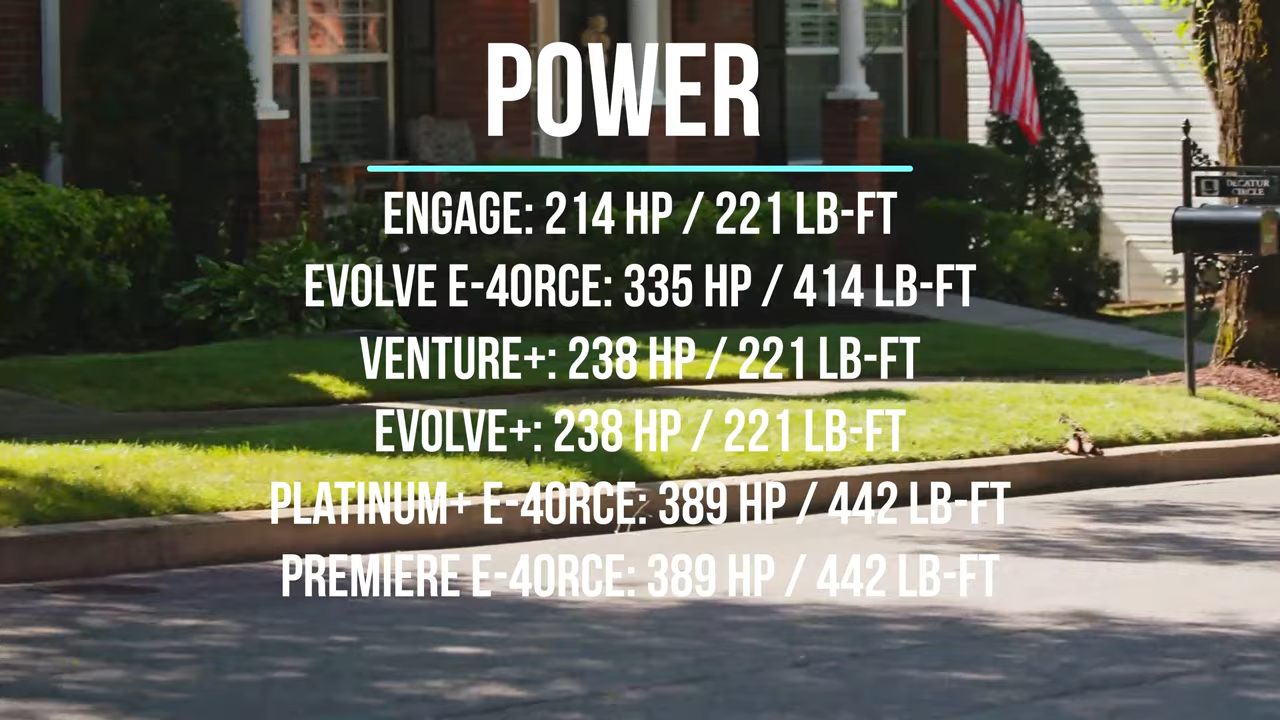 POWER
ENGAGE: 214 HP / 221 LB-FT
EVOLVE E-4ORCE: 335 HP / 414 LB-FT
VENTURE+: 238 HP / 221 LB-FT
EVOLVE+: 238 HP / 221 LB-FT
PLATINUM+ E-4ORCE: 389 HP / 442 LB-FT
PREMIERE E-4ORCE: 389 HP / 442 LB-FT
DECATUR
CIRCLE